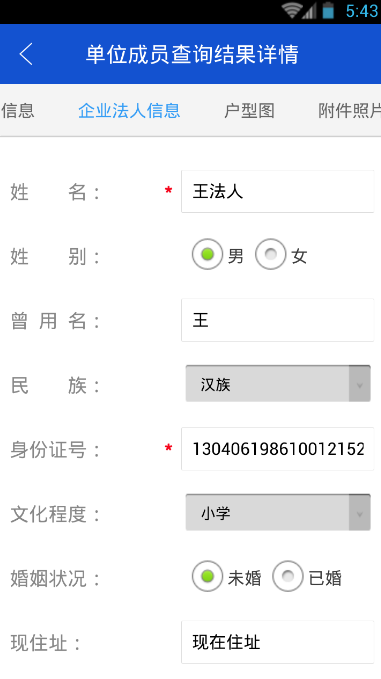 5:43
单位成员查询结果详情
信息 企业法人信息 户型图 附件照片
姓 名： * 王法人
姓 别： 男 女
曾 用 名： 王
民 族： 汉族
身份证号： * 130406198610012152
文化程度： 小学
婚姻状况： 未婚 已婚
现住址： 现在住址